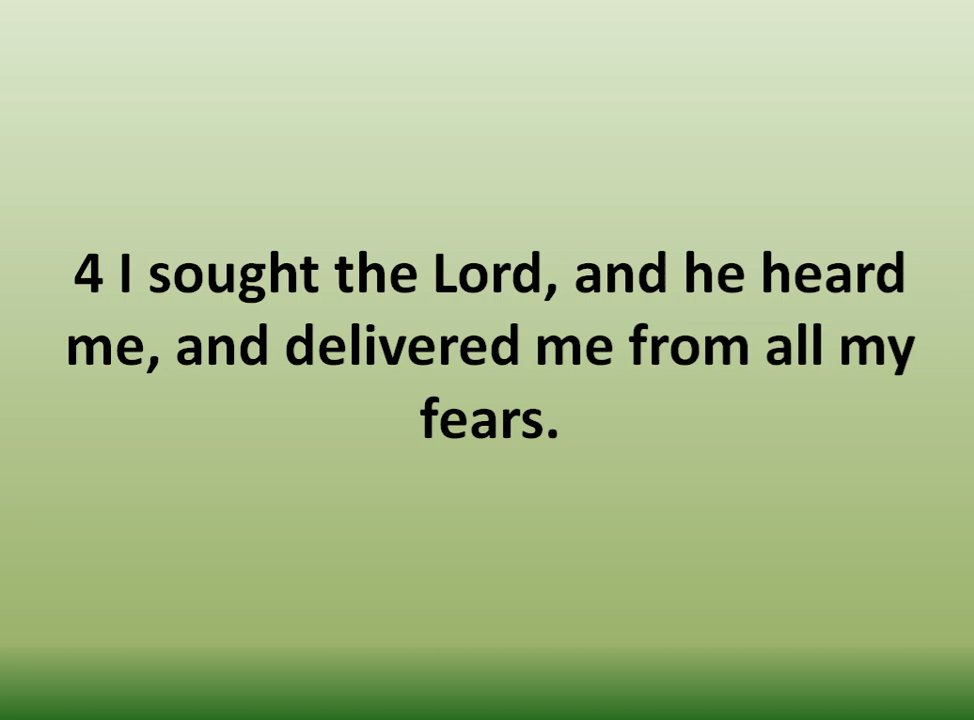 4 I sought the Lord, and he heard
me, and delivered me from all my
fears.